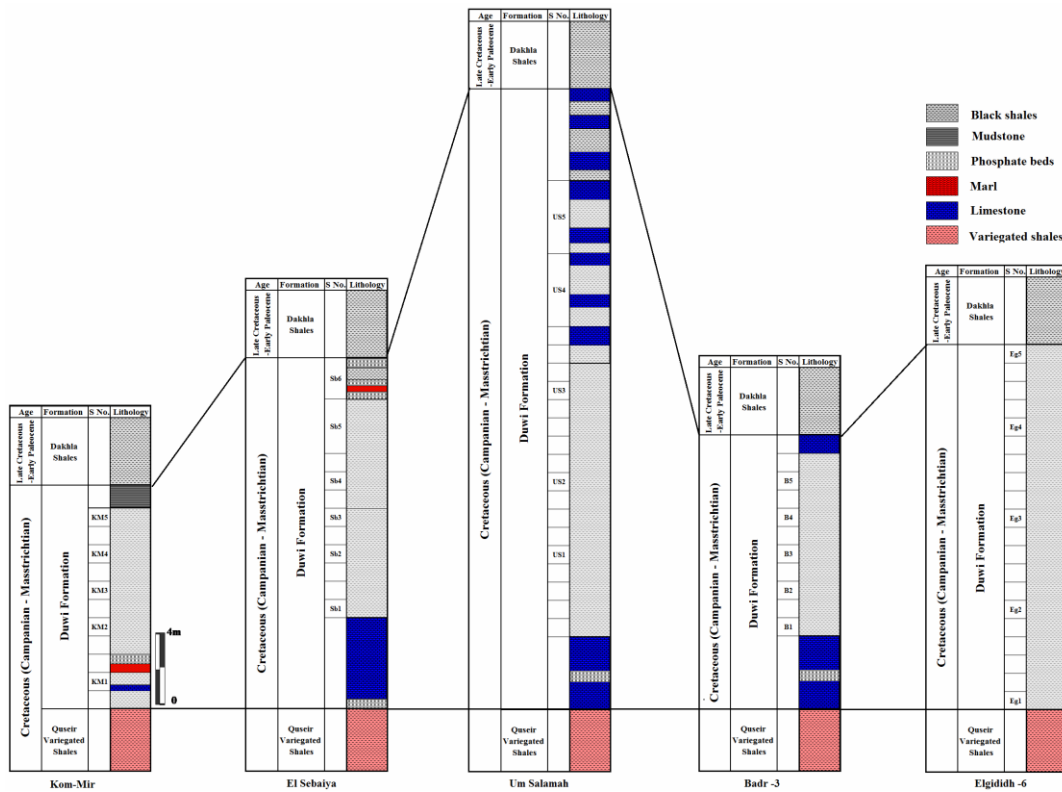 Age Formation S No. Lithology
Late Cretaceous
-Early Paleocene
Dakhla
Shales
Cretaceous (Campanian - Masstrichtian)
Duwi Formation
US5
US4
US3
US2
US1
Quseir
Variegated
Shales
Um Salamah
Black shales
Mudstone
Phosphate beds
Marl
Limestone
Variegated shales
Age Formation S No. Lithology
Late Cretaceous
-Early Paleocene
Dakhla
Shales
Cretaceous (Campanian - Masstrichtian)
Duwi Formation
Eg5
Eg4
Eg3
Eg2
Eg1
Quseir
Variegated
Shales
Elgididh -6
Age Formation S No. Lithology
Late Cretaceous
-Early Paleocene
Dakhla
Shales
Cretaceous (Campanian - Masstrichtian)
Duwi Formation
Sb6
Sb5
Sb4
Sb3
Sb2
Sb1
Quseir
Variegated
Shales
El Sebaiya
Age Formation S No. Lithology
Late Cretaceous
-Early Paleocene
Dakhla
Shales
Cretaceous (Campanian - Masstrichtian)
Duwi Formation
B5
B4
B3
B2
B1
Quseir
Variegated
Shales
Badr -3
Age Formation S No. Lithology
Late Cretaceous
-Early Paleocene
Dakhla
Shales
Cretaceous (Campanian - Masstrichtian)
Duwi Formation
KM5
KM4
KM3
KM2
KM1
4m
0
Quseir
Variegated
Shales
Kom-Mir